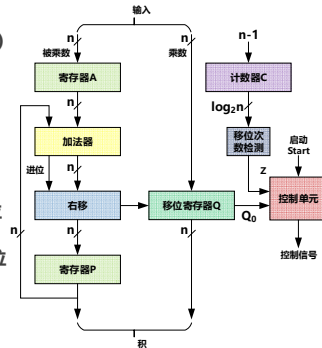 输入
n
n
n-1
被乘数
乘数
寄存器A
计数器C
n
log₂n
加法器
移位次
数检测
启动
Start
进位
z
右移
移位寄存器Q
控制单元
Q₀
位
n
n
n
位
寄存器P
控制信号
积